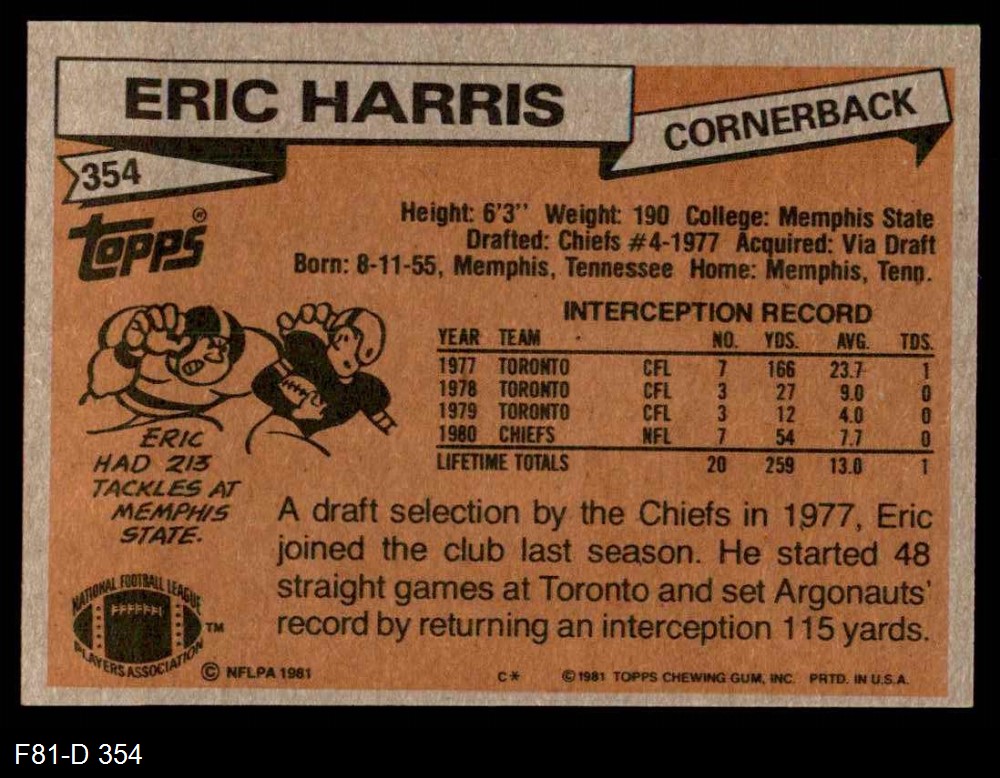 ERIC HARRIS
CORNERBACK
354
Topps®
Height: 6'3'' Weight: 190 College: Memphis State
Drafted: Chiefs #4-1977 Acquired: Via Draft
Born: 8-11-55, Memphis, Tennessee Home: Memphis, Tenn.
INTERCEPTION RECORD
YEAR TEAM NO. YDS. AVG. TDS.
1977 TORONTO CFL 7 166 23.7 1
1978 TORONTO CFL 3 27 9.0 0
1979 TORONTO CFL 3 12 4.0 0
1980 CHIEFS NFL 7 54 7.7 0
LIFETIME TOTALS 20 259 13.0 1
ERIC
HAD 213
TACKLES AT
MEMPHIS
STATE.
A draft selection by the Chiefs in 1977, Eric
joined the club last season. He started 48
straight games at Toronto and set Argonauts'
record by returning an interception 115 yards.
NATIONAL FOOTBALL LEAGUE
PLAYERS ASSOCIATION
TM
© NFLPA 1981
C* © 1981 TOPPS CHEWING GUM, INC. PRTD. IN U.S.A.
F81-D 354